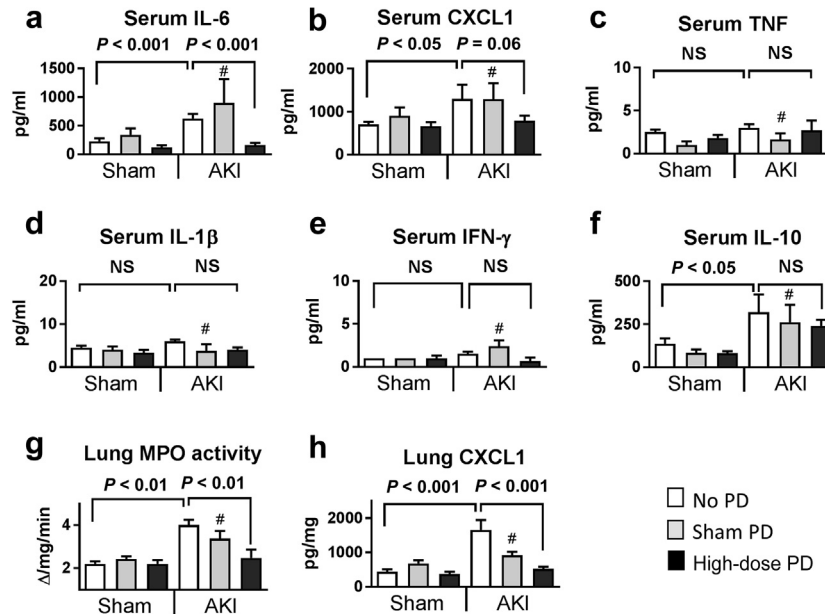 a
Serum IL-6
P < 0.001 P < 0.001
#
pg/ml
1500
1000
500
0
Sham AKI
b
Serum CXCL1
P < 0.05 P = 0.06
#
pg/ml
2000
1000
0
Sham AKI
c
Serum TNF
NS NS
#
pg/ml
10
5
0
Sham AKI
d
Serum IL-1β
NS NS
#
pg/ml
20
10
0
Sham AKI
e
Serum IFN-γ
NS NS
#
pg/ml
10
5
0
Sham AKI
f
Serum IL-10
P < 0.05 NS
#
pg/ml
500
250
0
Sham AKI
g
Lung MPO activity
P < 0.01 P < 0.01
#
Δ/mg/min
4
2
Sham AKI
h
Lung CXCL1
P < 0.001 P < 0.001
#
pg/mg
2000
1000
0
Sham AKI
No PD
Sham PD
High-dose PD